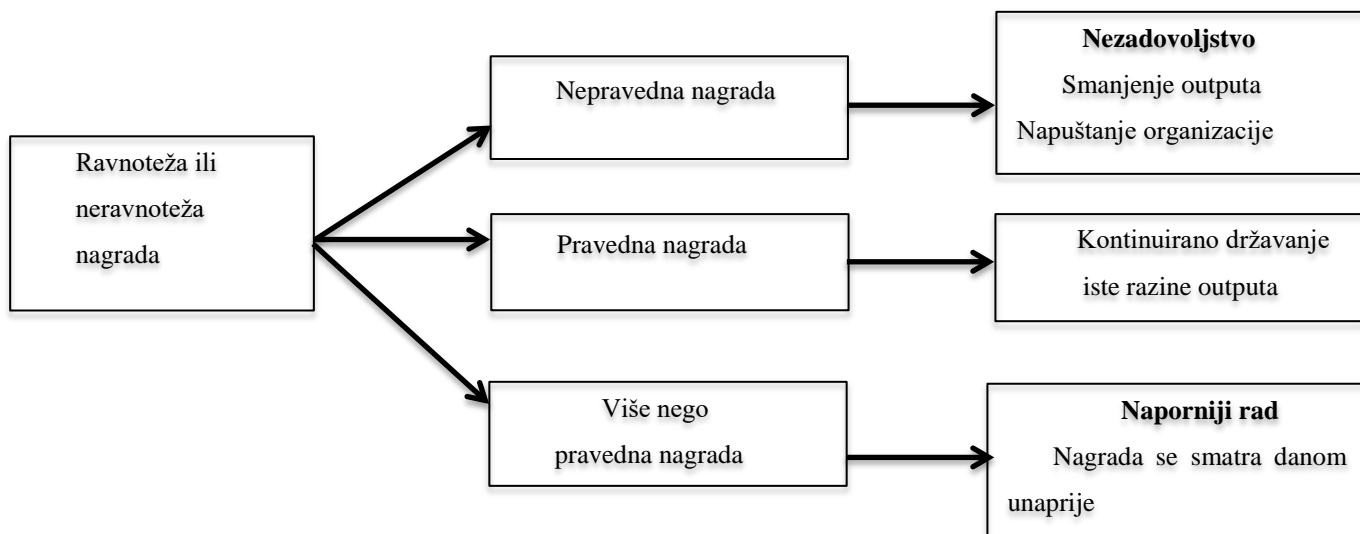 Ravnoteža ili
neravnoteža
nagrada
Nepravedna nagrada
Nezadovoljstvo
Smanjenje outputa
Napuštanje organizacije
Pravedna nagrada
Kontinuirano državanje
iste razine outputa
Više nego
pravedna nagrada
Naporniji rad
Nagrada se smatra danom
unaprije